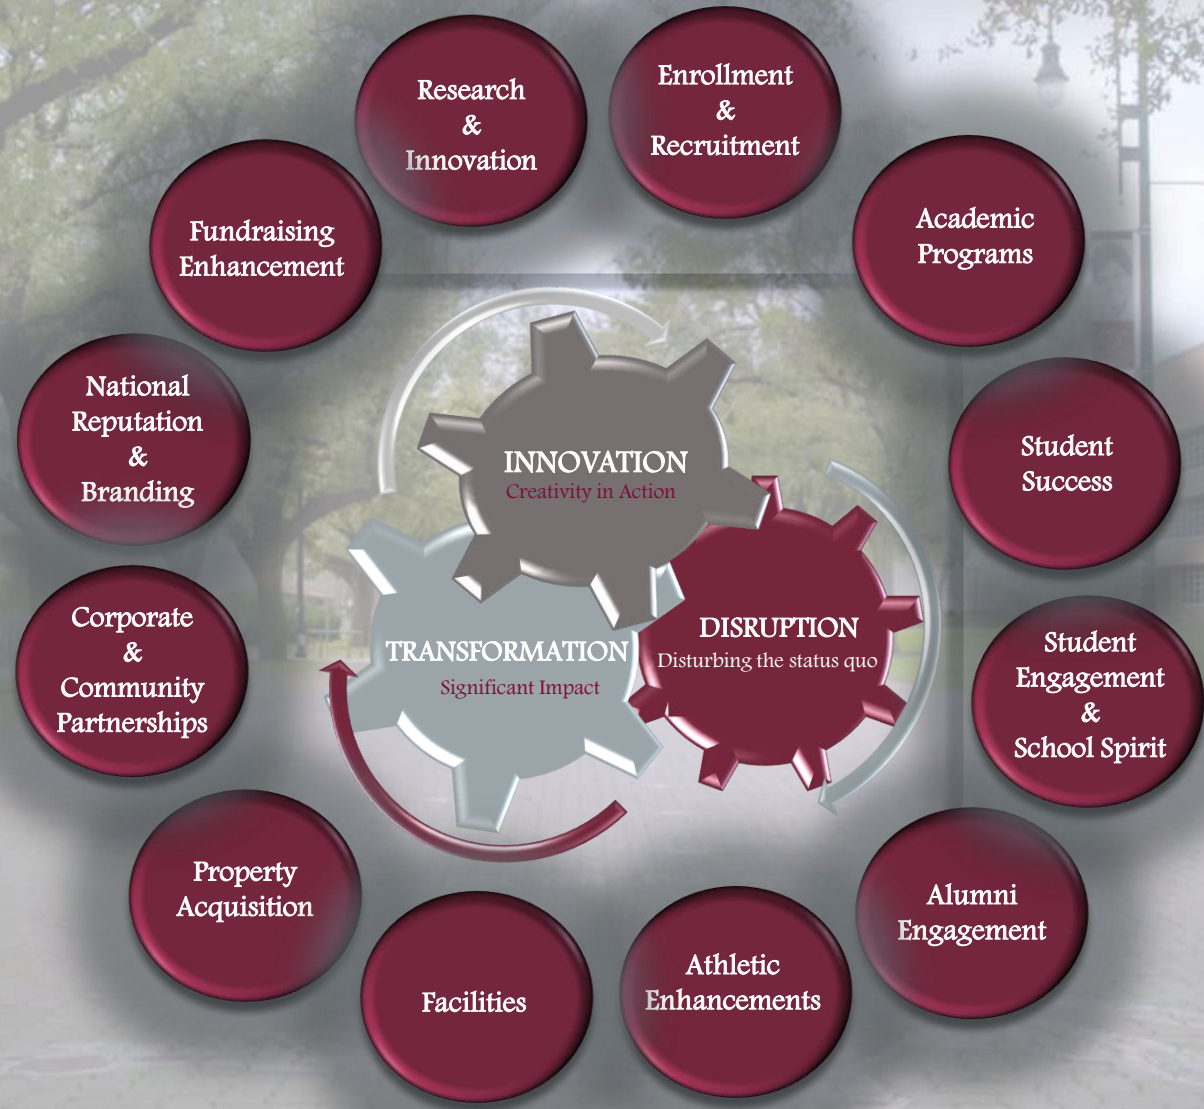 Research
&
Innovation
Enrollment
&
Recruitment
Academic
Programs
Student
Success
Student
Engagement
&
School Spirit
Alumni
Engagement
Athletic
Enhancements
Facilities
Property
Acquisition
Corporate
&
Community
Partnerships
National
Reputation
&
Branding
Fundraising
Enhancement
INNOVATION
Creativity in Action
DISRUPTION
Disturbing the status quo
TRANSFORMATION
Significant Impact